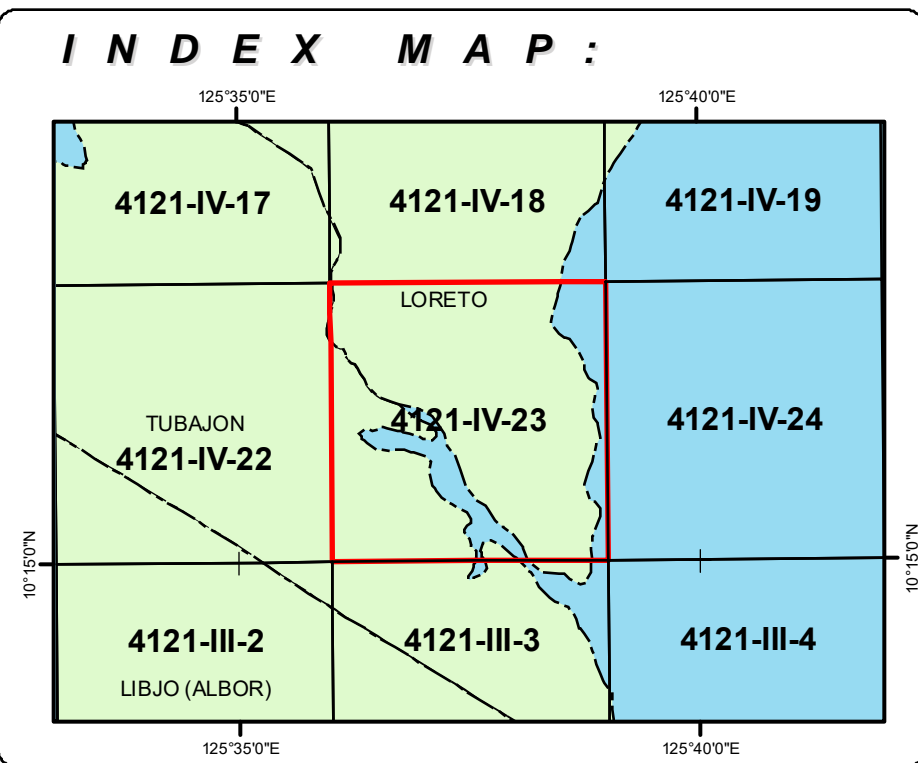 INDEX MAP:
125°35'0"E 125°40'0"E
4121-IV-17 4121-IV-18 4121-IV-19
LORETO
TUBAJON 4121-IV-23 4121-IV-24
4121-IV-22
10°15'0"N 10°15'0"N
4121-III-2 4121-III-3 4121-III-4
LIBJO (ALBOR)
125°35'0"E 125°40'0"E